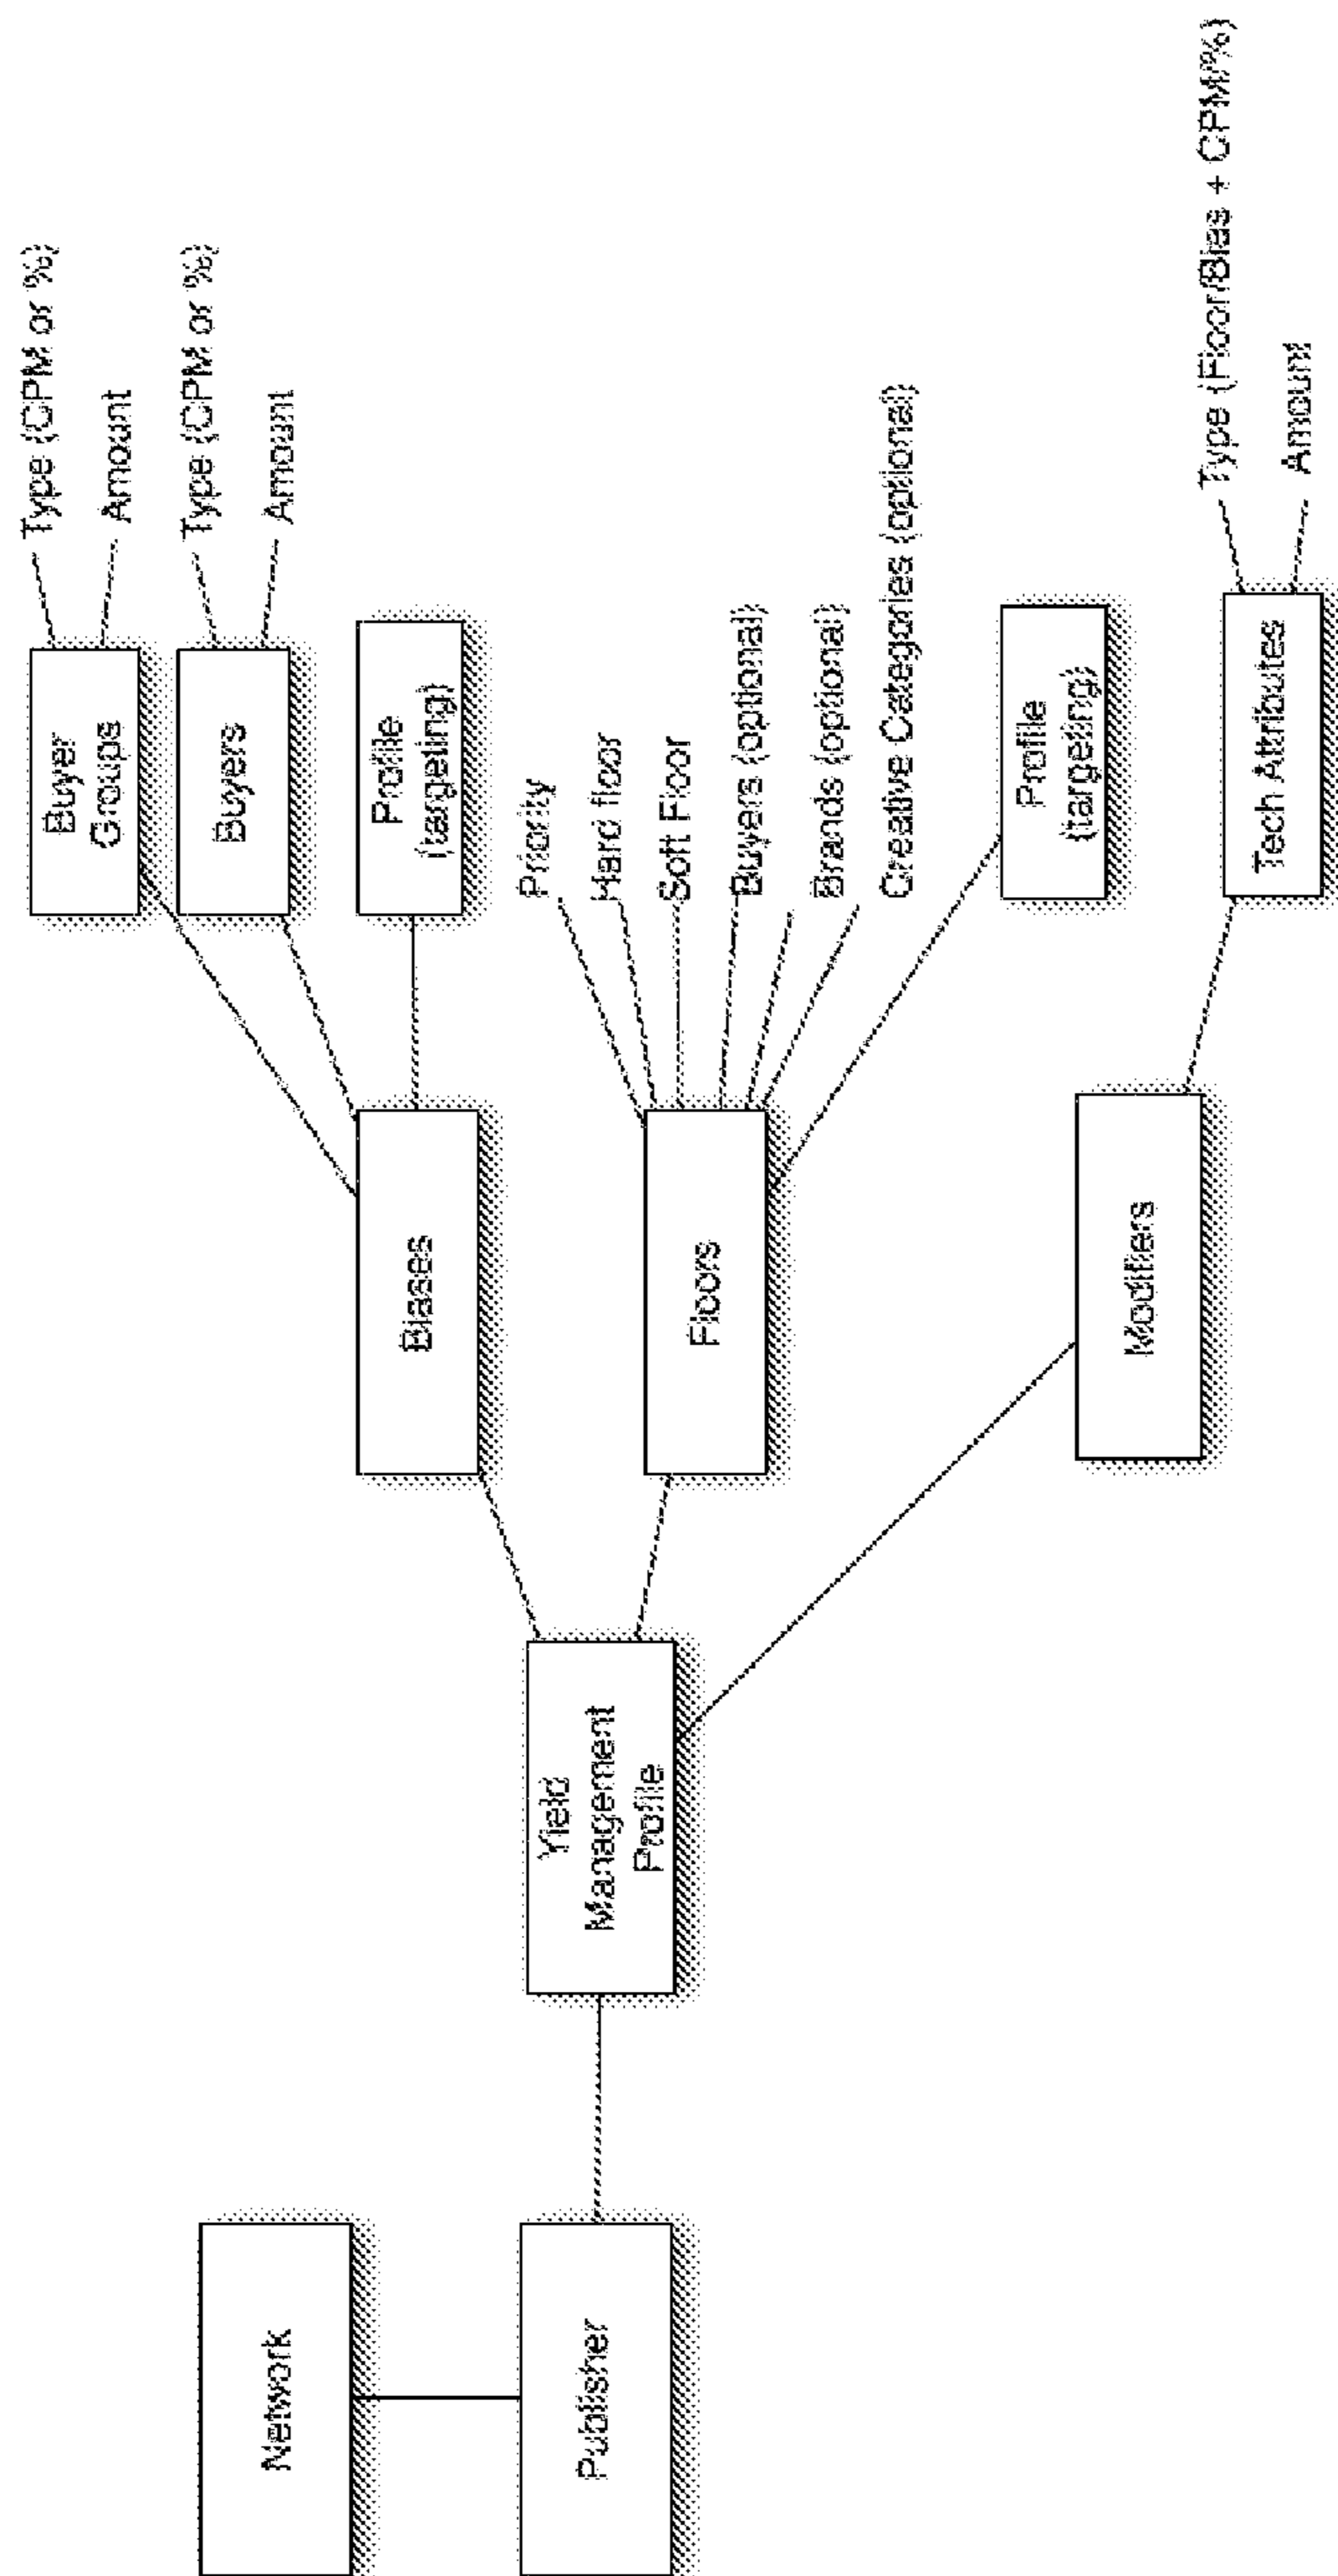 Network
Publisher
Yield
Management
Profile
Biases
Floors
Modifiers
Buyer
Groups
Type (CPM or %)
Amount
Buyers
Type (CPM or %)
Amount
Profile
(targeting)
Priority
Hard floor
Soft Floor
Buyers (optional)
Brands (optional)
Creative Categories (optional)
Profile
(targeting)
Tech Attributes
Type (Floor/Bias + CPM/%)
Amount